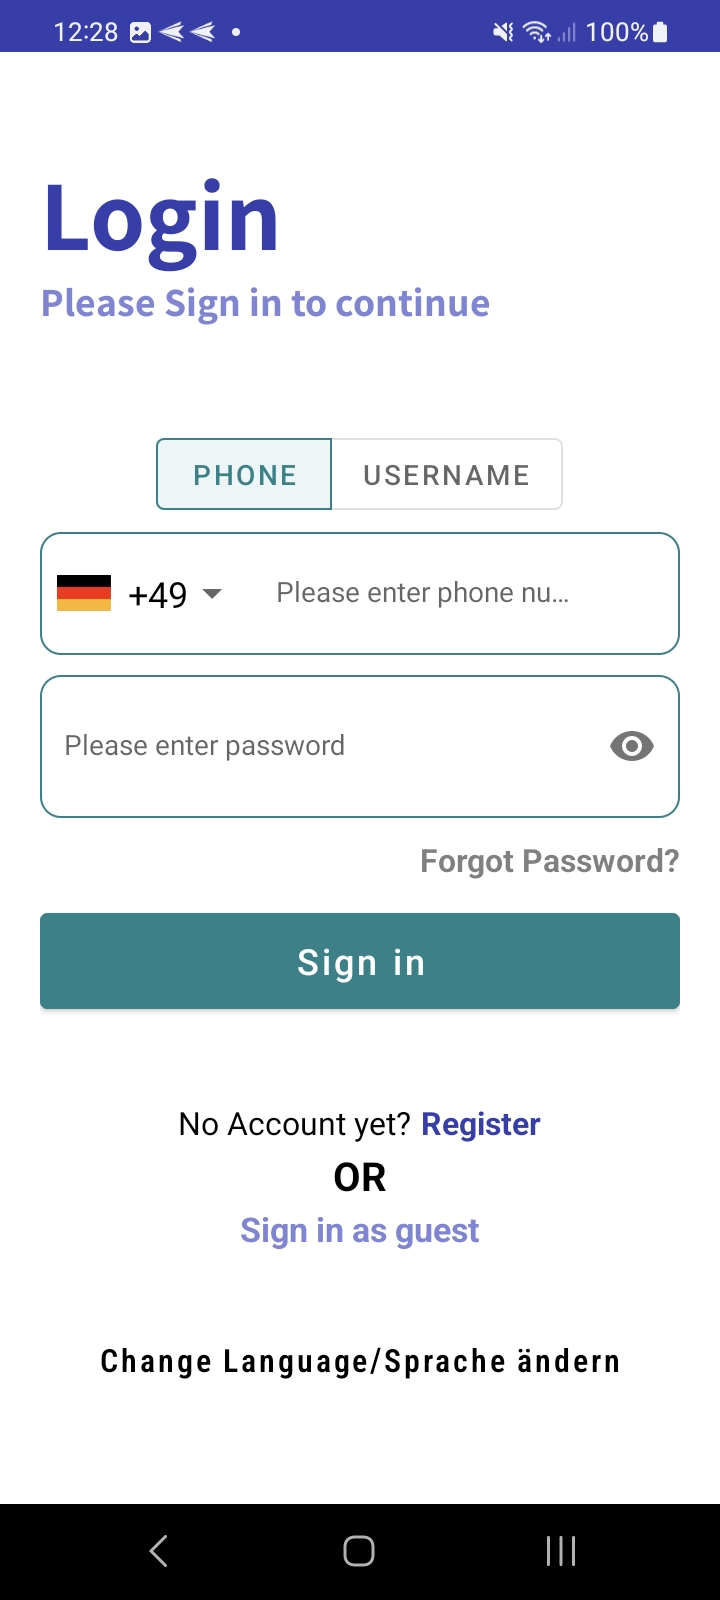 12:28
100%
Login
Please Sign in to continue
PHONE
USERNAME
+49
Please enter phone nu...
Please enter password
Forgot Password?
Sign in
No Account yet? Register
OR
Sign in as guest
Change Language/Sprache ändern